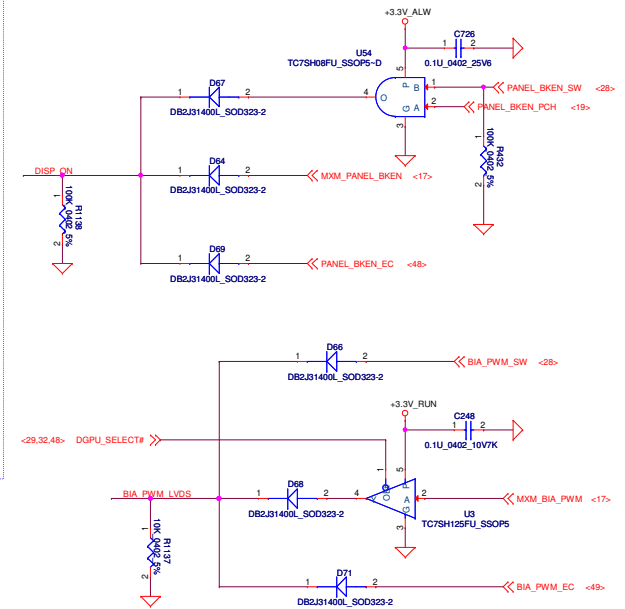 +3.3V_ALW
C726
1 2
0.1U_0402_25V6
U54
TC7SH08FU_SSOP5~D
5
P
B
1
PANEL_BKEN_SW <28>
O
4
G
A
2
PANEL_BKEN_PCH <19>
3
D67
1 2
DB2J31400L_SOD323-2
R432
100K_0402_5%
1
2
D64
1 2
DB2J31400L_SOD323-2
MXM_PANEL_BKEN <17>
DISP_ON
R1138
100K_0402_5%
1
2
D69
1 2
DB2J31400L_SOD323-2
PANEL_BKEN_EC <48>
D66
1 2
DB2J31400L_SOD323-2
BIA_PWM_SW <28>
+3.3V_RUN
C248
1 2
0.1U_0402_10V7K
<29,32,48> DGPU_SELECT#
1
5
P
OE#
D68
1 2
DB2J31400L_SOD323-2
4
Y
A
2
MXM_BIA_PWM <17>
G
3
U3
TC7SH125FU_SSOP5
BIA_PWM_LVDS
R1137
10K_0402_5%
1
2
D71
1 2
DB2J31400L_SOD323-2
BIA_PWM_EC <49>